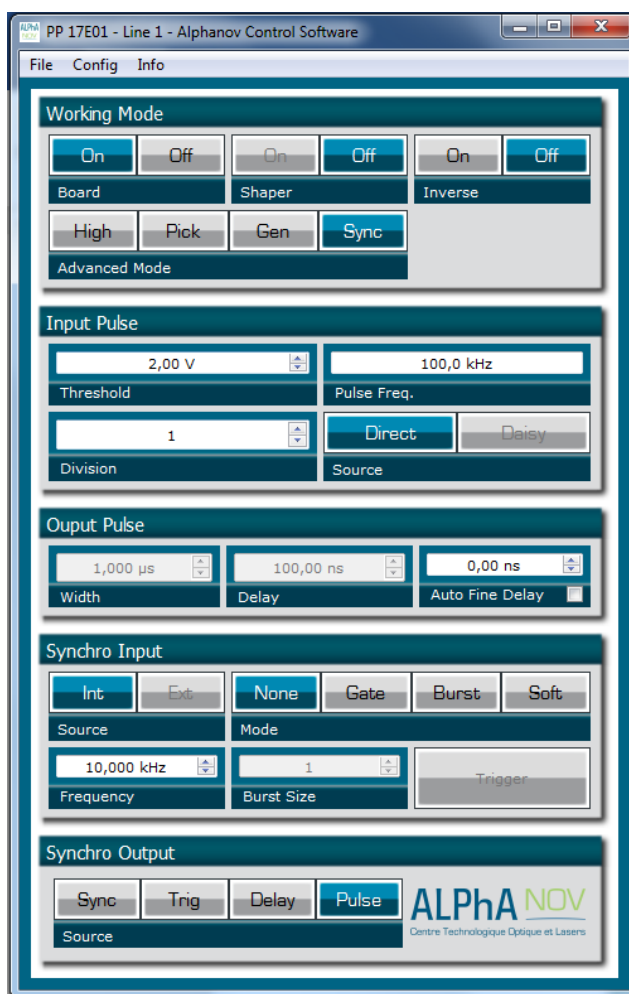 ALPhA NOV PP 17E01 - Line 1 - Alphanov Control Software
File Config Info
Working Mode
On Off On Off On Off
Board Shaper Inverse
High Pick Gen Sync
Advanced Mode
Input Pulse
2,00 V 100,0 kHz
Threshold Pulse Freq.
1 Direct Daisy
Division Source
Ouput Pulse
1,000 µs 100,00 ns 0,00 ns
Width Delay Auto Fine Delay
Synchro Input
Int Ext None Gate Burst Soft
Source Mode
10,000 kHz 1 Trigger
Frequency Burst Size
Synchro Output
Sync Trig Delay Pulse ALPhA NOV
Source Centre Technologique Optique et Lasers